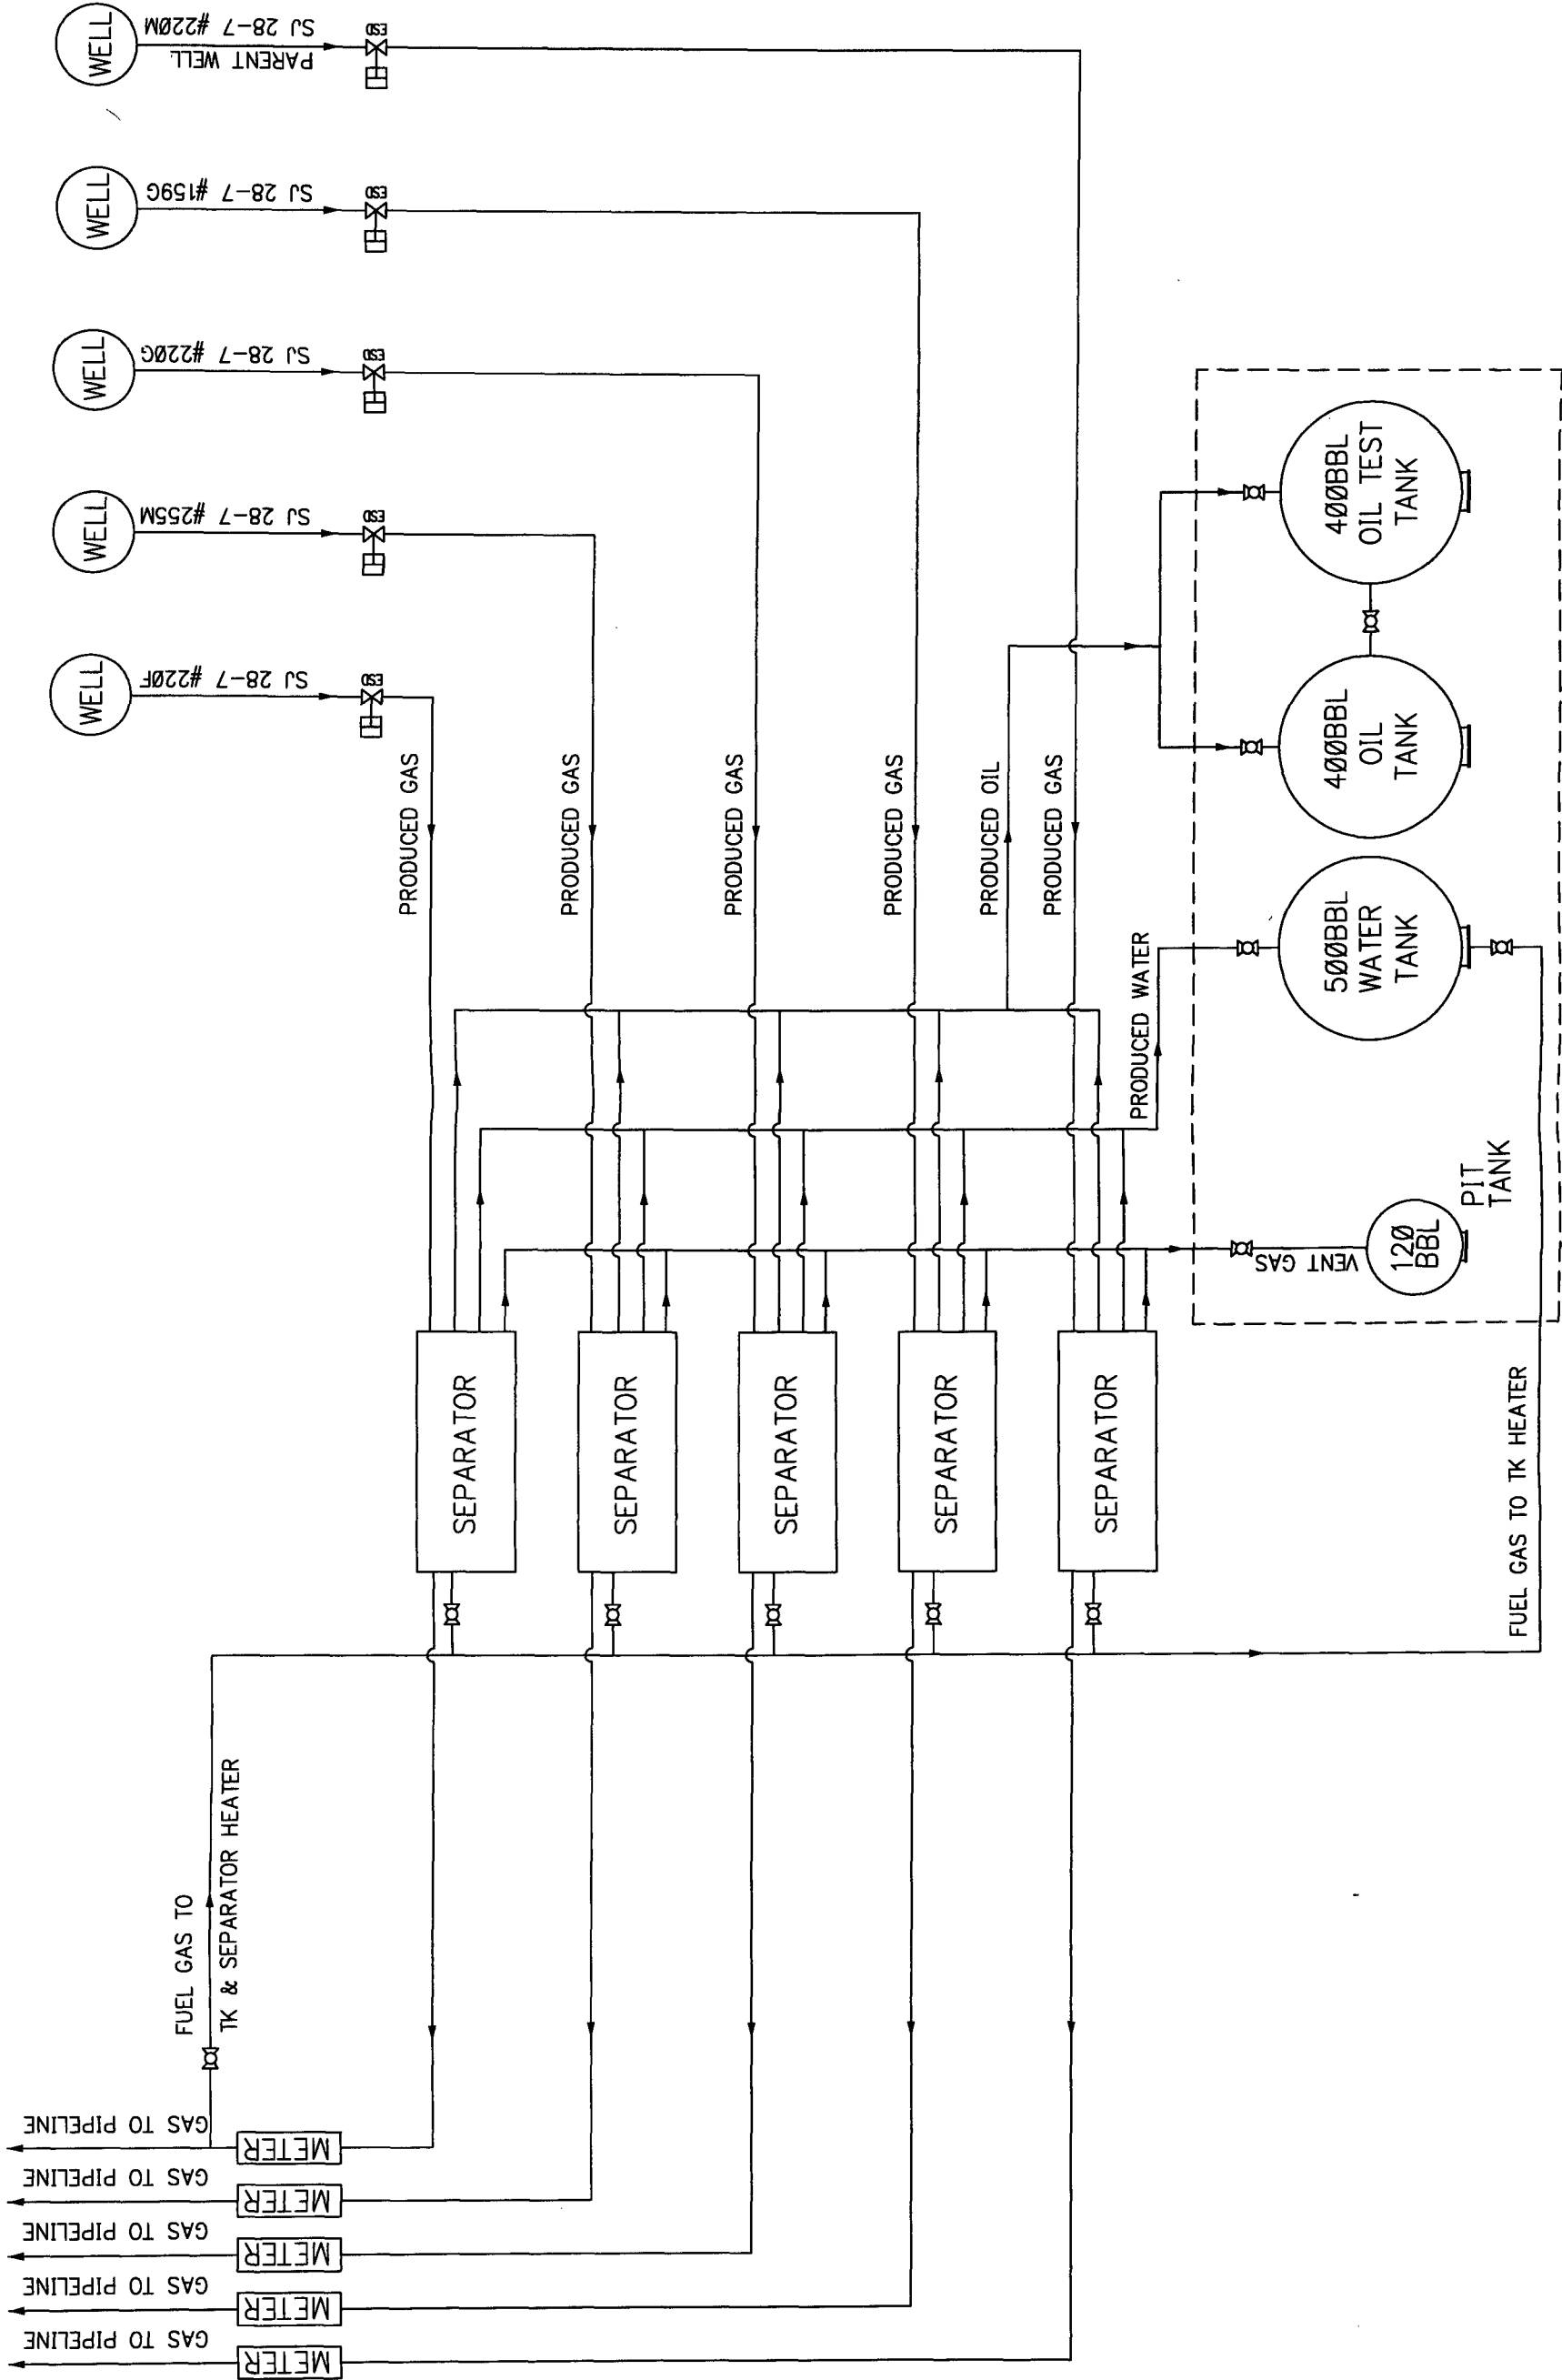 WELL
SJ 28-7 #220M
PARENT WELL
ESD
WELL
SJ 28-7 #159G
ESD
WELL
SJ 28-7 #220G
ESD
WELL
SJ 28-7 #255M
ESD
WELL
SJ 28-7 #220F
ESD
PRODUCED GAS
PRODUCED GAS
PRODUCED GAS
PRODUCED GAS
PRODUCED OIL
PRODUCED GAS
PRODUCED WATER
400BBL
OIL TEST
TANK
400BBL
OIL
TANK
500BBL
WATER
TANK
VENT GAS
120
BBL
PIT
TANK
SEPARATOR
SEPARATOR
SEPARATOR
SEPARATOR
SEPARATOR
FUEL GAS TO TK HEATER
FUEL GAS TO
TK & SEPARATOR HEATER
GAS TO PIPELINE
METER
GAS TO PIPELINE
METER
GAS TO PIPELINE
METER
GAS TO PIPELINE
METER
GAS TO PIPELINE
METER